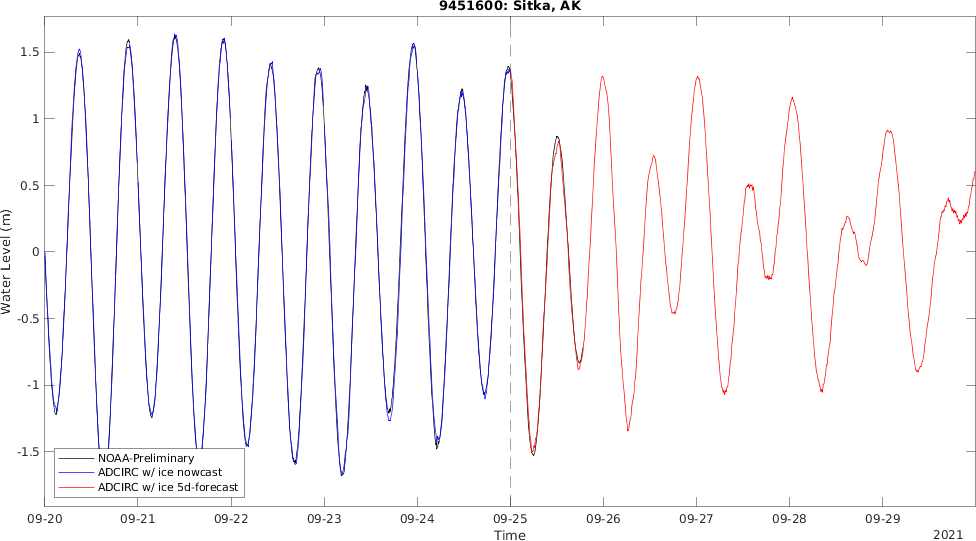 9451600: Sitka, AK
1.5
1
0.5
0
-0.5
-1
-1.5
Water Level (m)
NOAA-Preliminary
ADCIRC w/ ice nowcast
ADCIRC w/ ice 5d-forecast
09-20 09-21 09-22 09-23 09-24 09-25 09-26 09-27 09-28 09-29
Time
2021